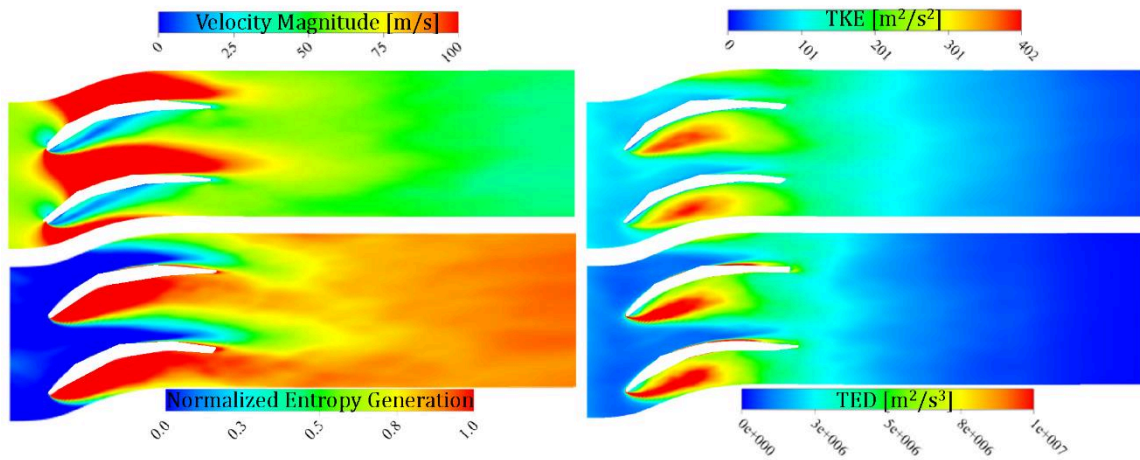 Velocity Magnitude [m/s]
0 25 50 75 100
TKE [m²/s²]
0 101 201 301 402
Normalized Entropy Generation
0.0 0.3 0.5 0.8 1.0
TED [m²/s³]
0e+000 3e+006 5e+006 8e+006 1e+007